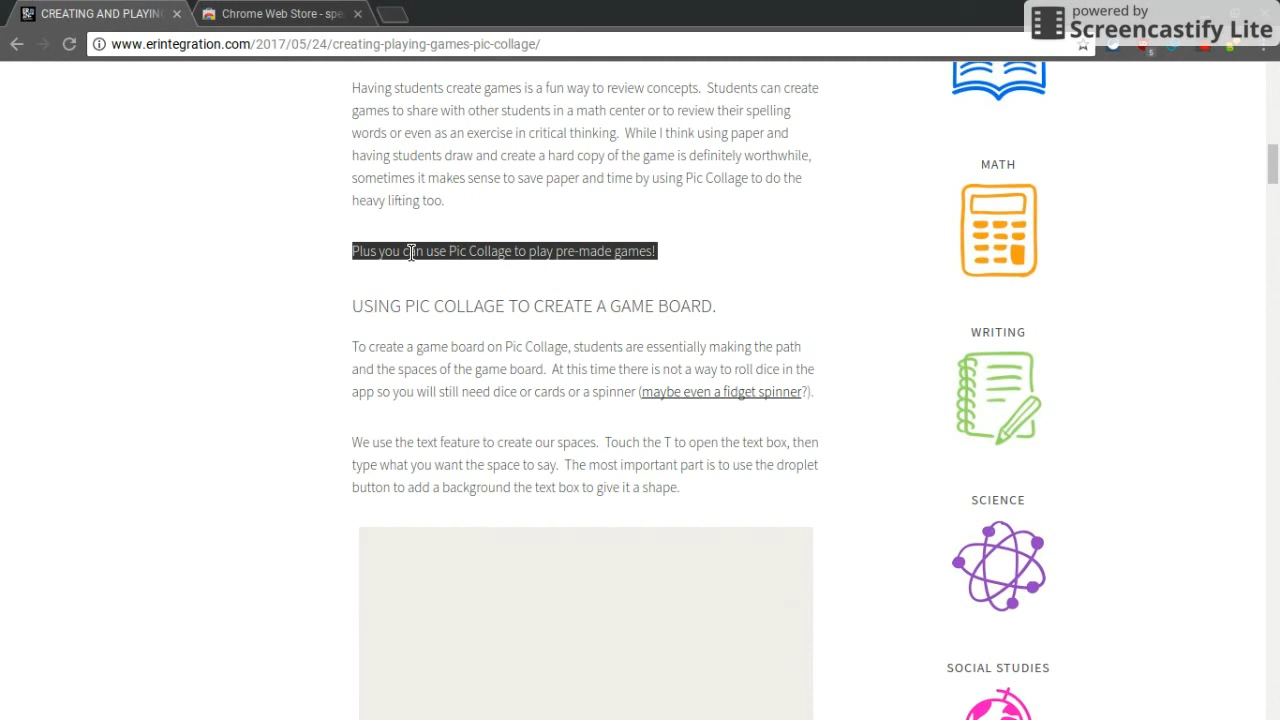 CREATING AND PLAYIN
Chrome Web Store - spe
powered by
Screencastify Lite
www.erintegration.com/2017/05/24/creating-playing-games-pic-collage/
5
Having students create games is a fun way to review concepts. Students can create
games to share with other students in a math center or to review their spelling
words or even as an exercise in critical thinking. While I think using paper and
having students draw and create a hard copy of the game is definitely worthwhile,
sometimes it makes sense to save paper and time by using Pic Collage to do the
heavy lifting too.
Plus you can use Pic Collage to play pre-made games!
USING PIC COLLAGE TO CREATE A GAME BOARD.
To create a game board on Pic Collage, students are essentially making the path
and the spaces of the game board. At this time there is not a way to roll dice in the
app so you will still need dice or cards or a spinner (maybe even a fidget spinner?).
We use the text feature to create our spaces. Touch the T to open the text box, then
type what you want the space to say. The most important part is to use the droplet
button to add a background the text box to give it a shape.
MATH
WRITING
SCIENCE
SOCIAL STUDIES